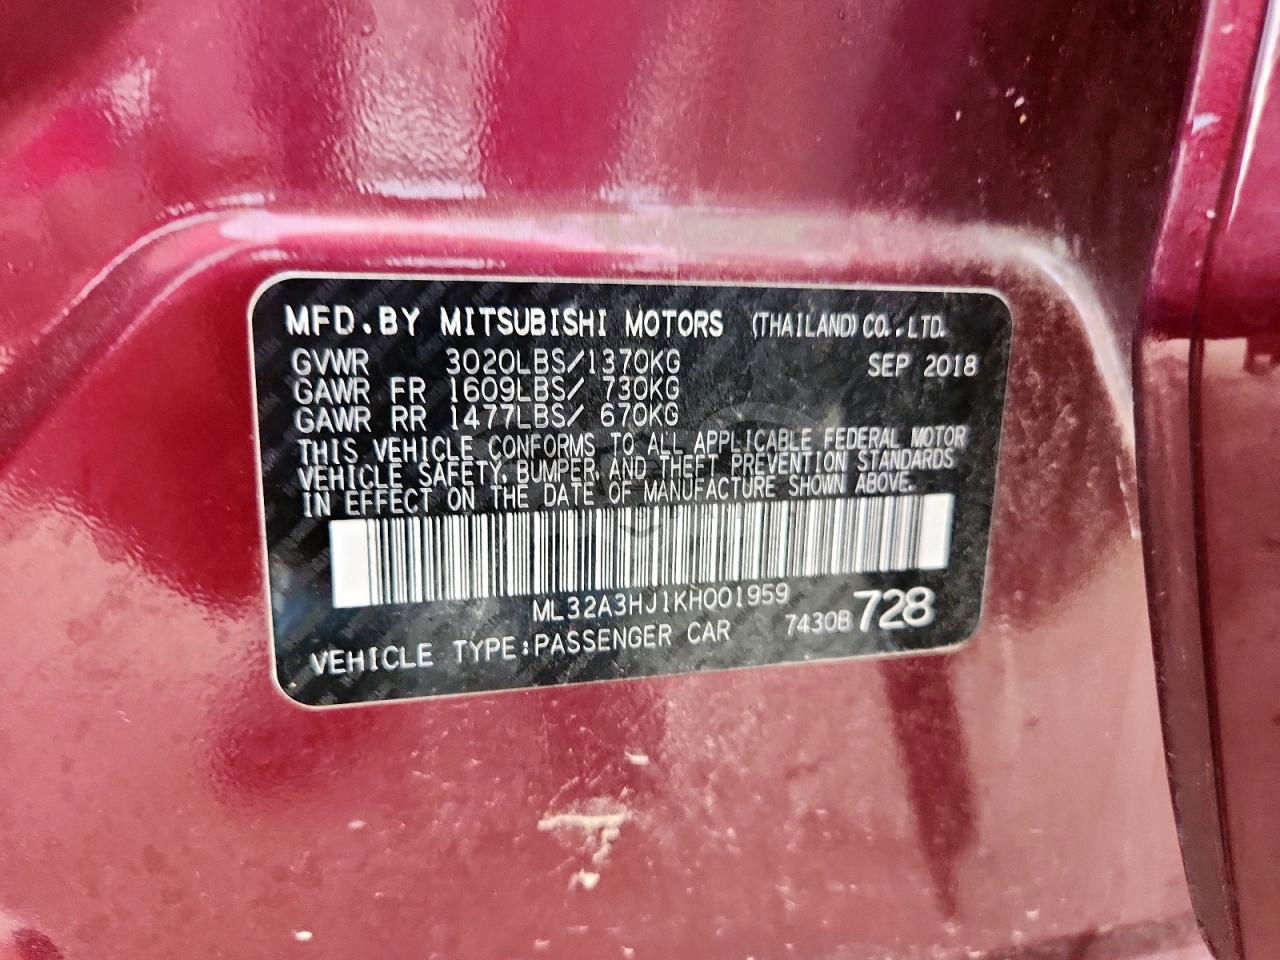 MFD.BY MITSUBISHI MOTORS (THAILAND) CO.,LTD.
GVWR 3020LBS/1370KG SEP 2018
GAWR FR 1609LBS/ 730KG
GAWR RR 1477LBS/ 670KG
THIS VEHICLE CONFORMS TO ALL APPLICABLE FEDERAL MOTOR
VEHICLE SAFETY, BUMPER, AND THEFT PREVENTION STANDARDS
IN EFFECT ON THE DATE OF MANUFACTURE SHOWN ABOVE.
ML32A3HJ1KH001959
VEHICLE TYPE:PASSENGER CAR 7430B 728